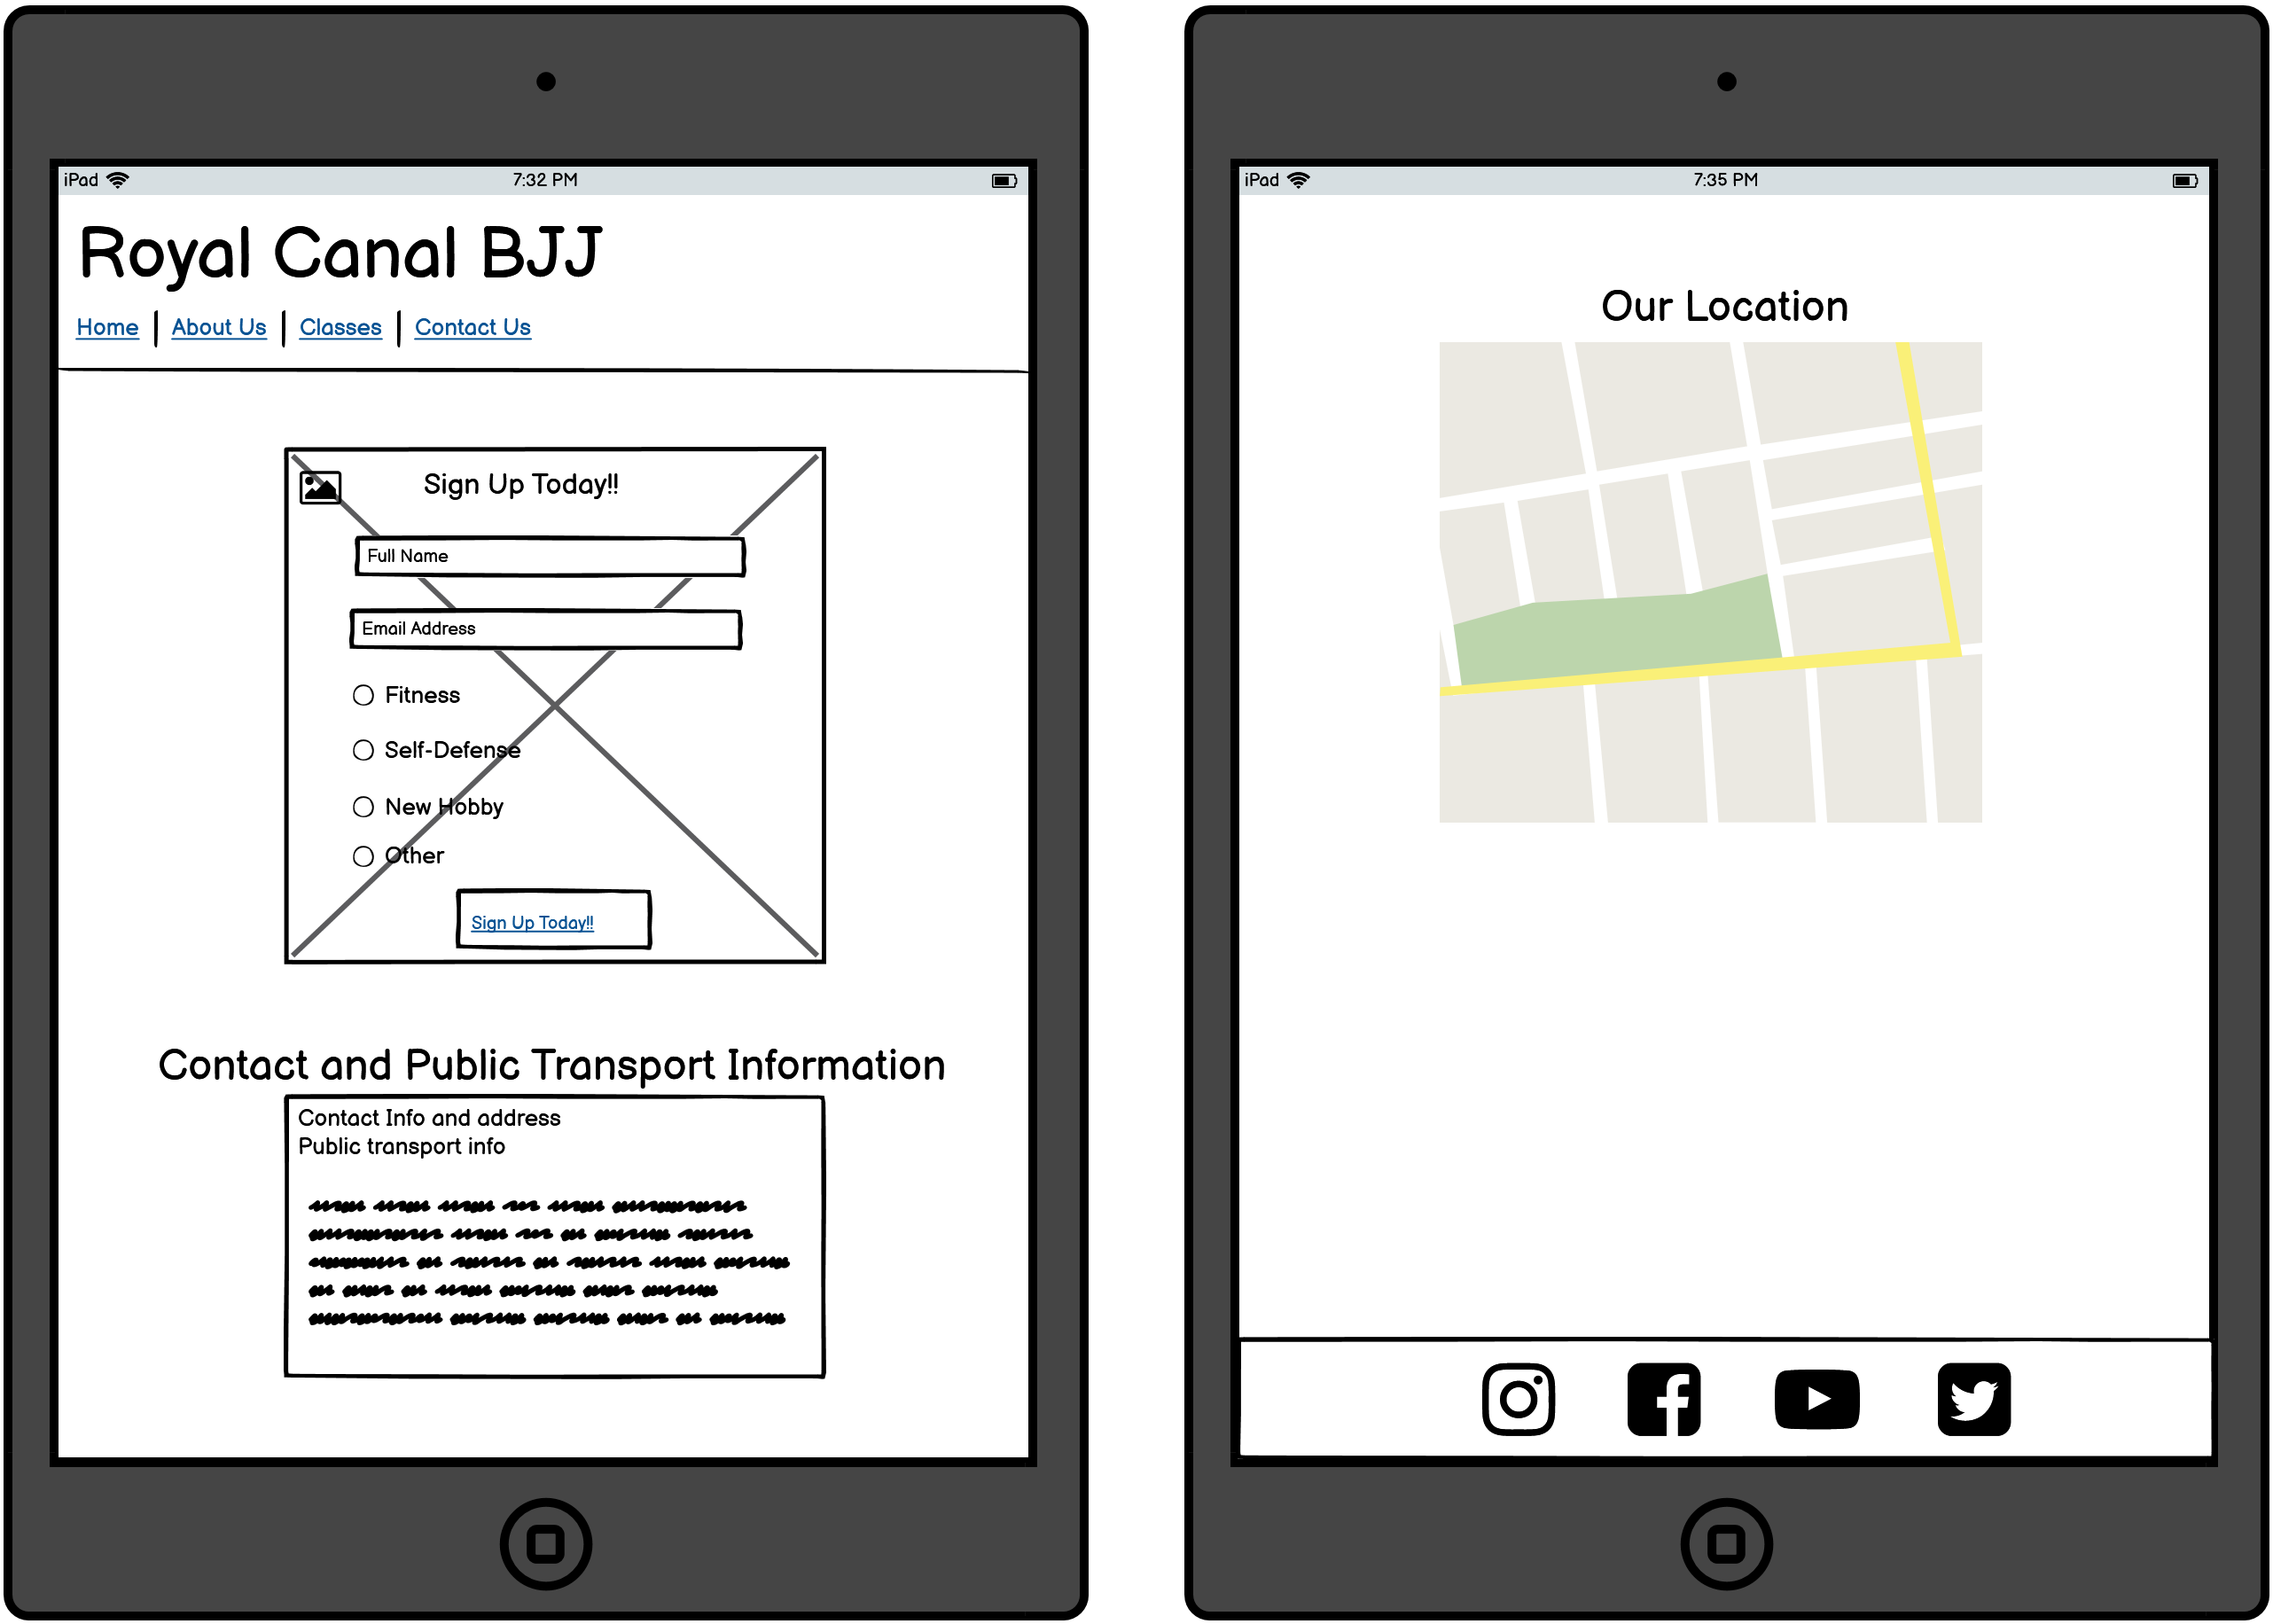 iPad 7:32 PM
Royal Canal BJJ
Home About Us Classes Contact Us
Sign Up Today!!
Full Name
Email Address
Fitness
Self-Defense
New Hobby
Other
Sign Up Today!!
Contact and Public Transport Information
Contact Info and address
Public transport info
iPad 7:35 PM
Our Location